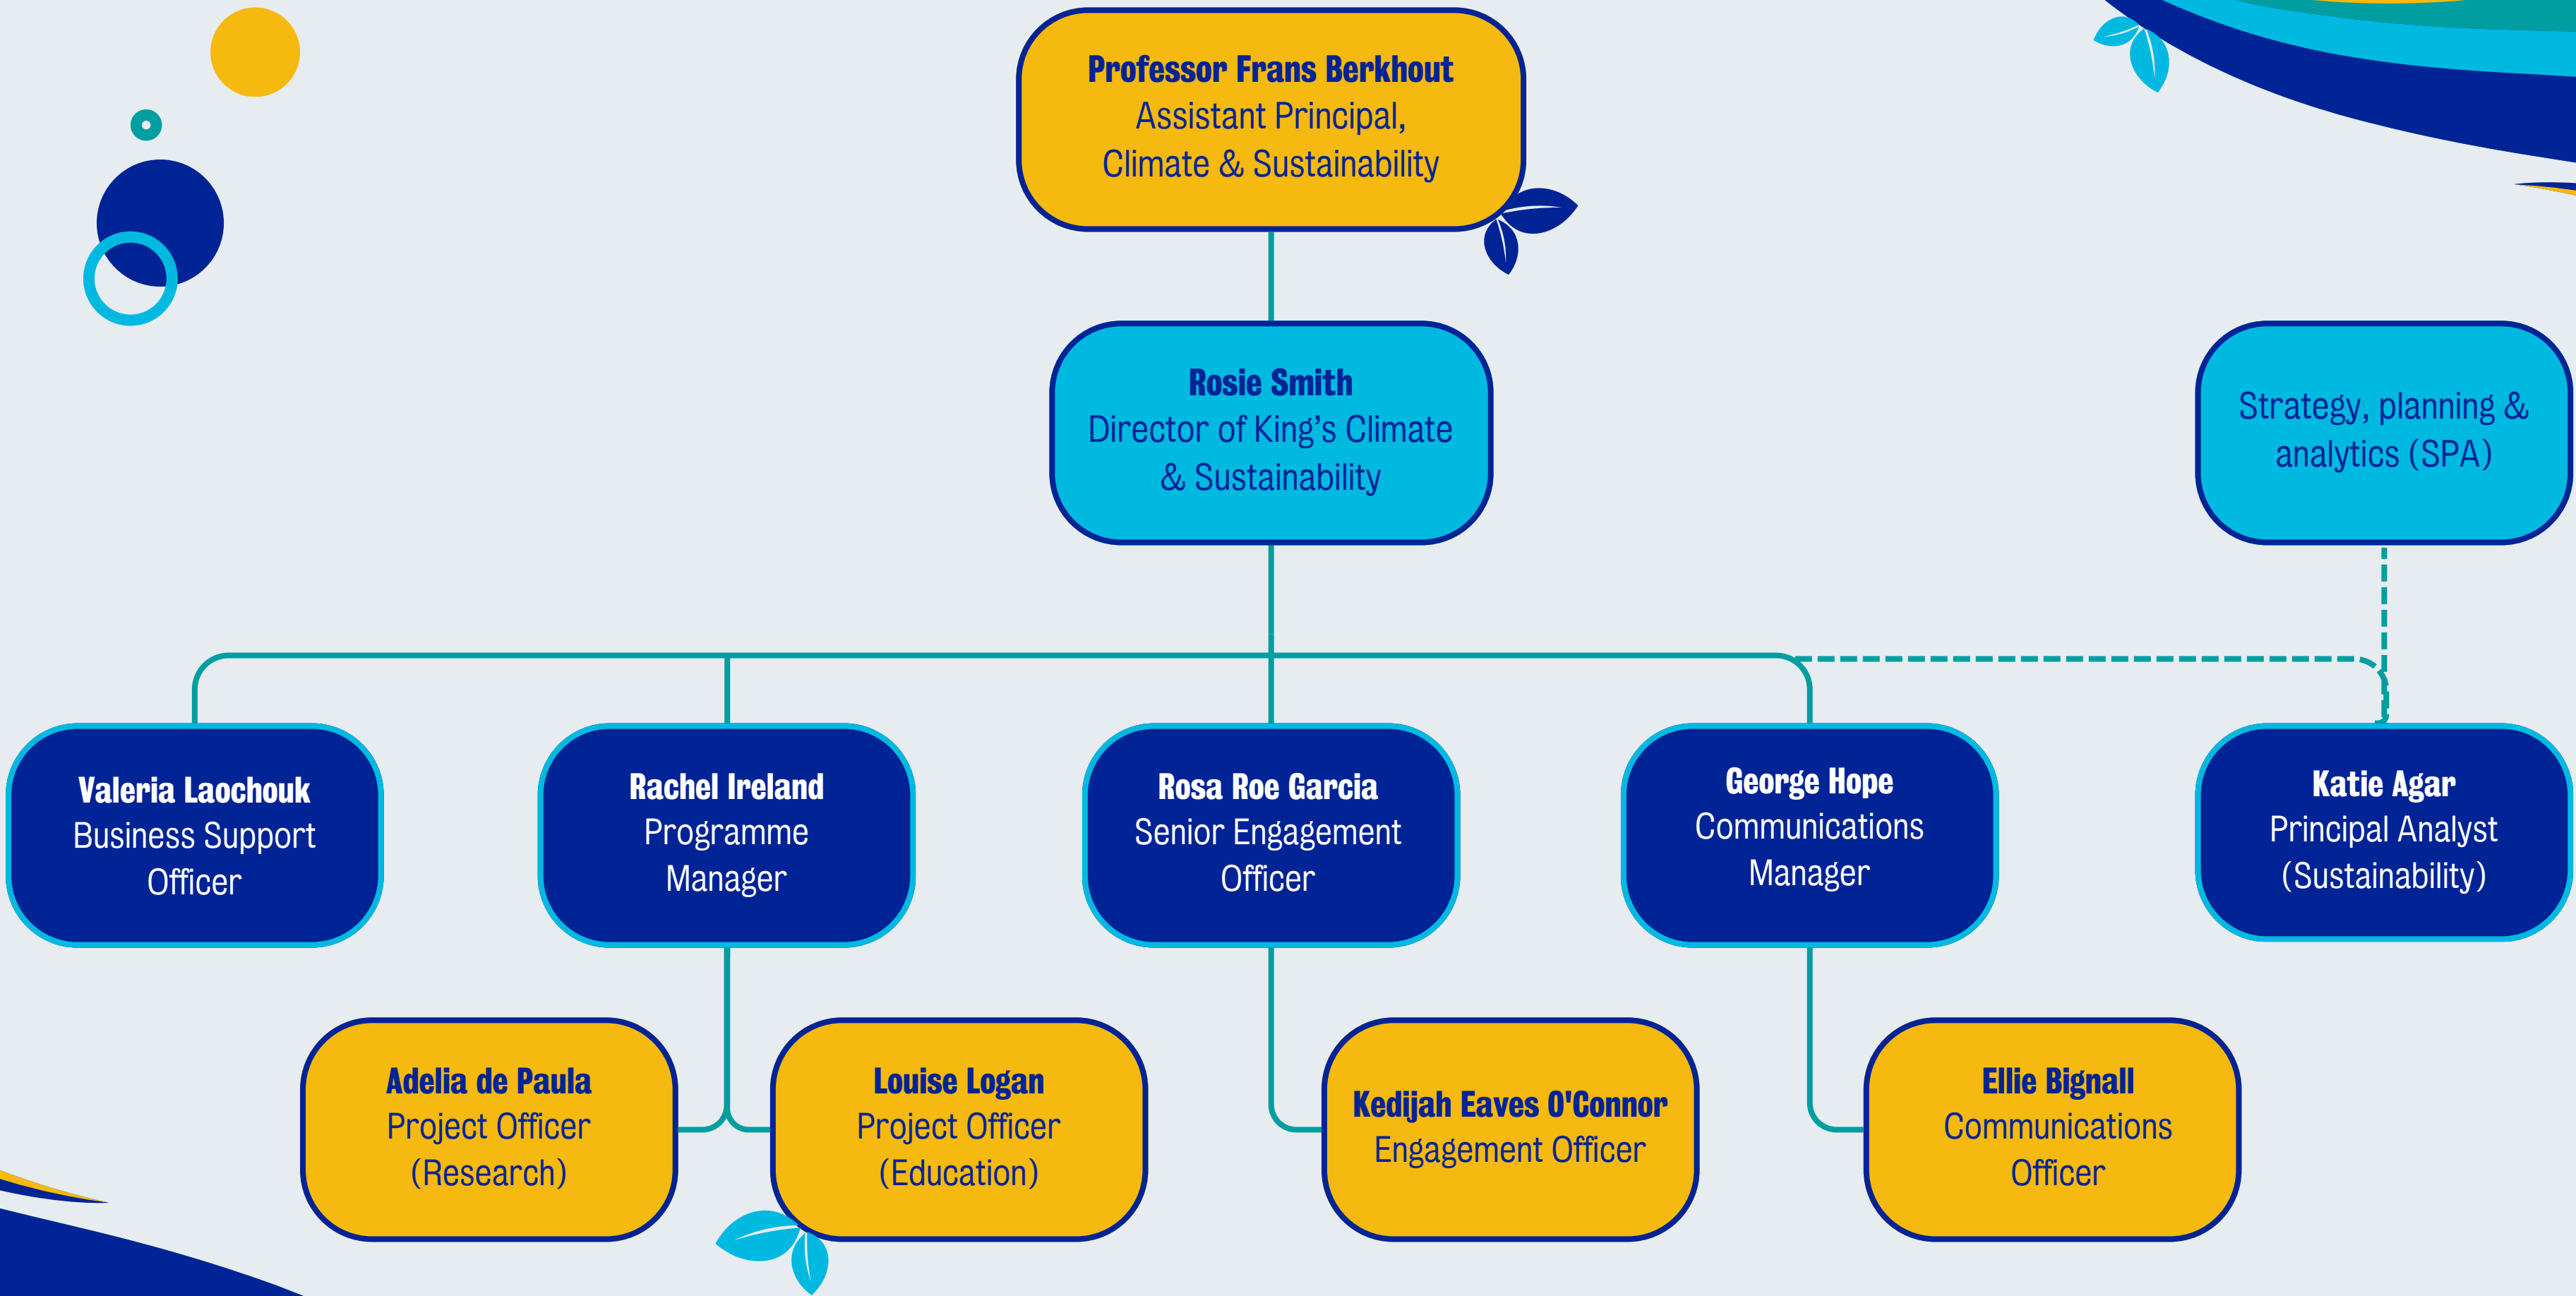 Professor Frans Berkhout
Assistant Principal,
Climate & Sustainability
Rosie Smith
Director of King’s Climate
& Sustainability
Strategy, planning &
analytics (SPA)
Valeria Laochouk
Business Support
Officer
Rachel Ireland
Programme
Manager
Rosa Roe Garcia
Senior Engagement
Officer
George Hope
Communications
Manager
Katie Agar
Principal Analyst
(Sustainability)
Adelia de Paula
Project Officer
(Research)
Louise Logan
Project Officer
(Education)
Kedijah Eaves O'Connor
Engagement Officer
Ellie Bignall
Communications
Officer